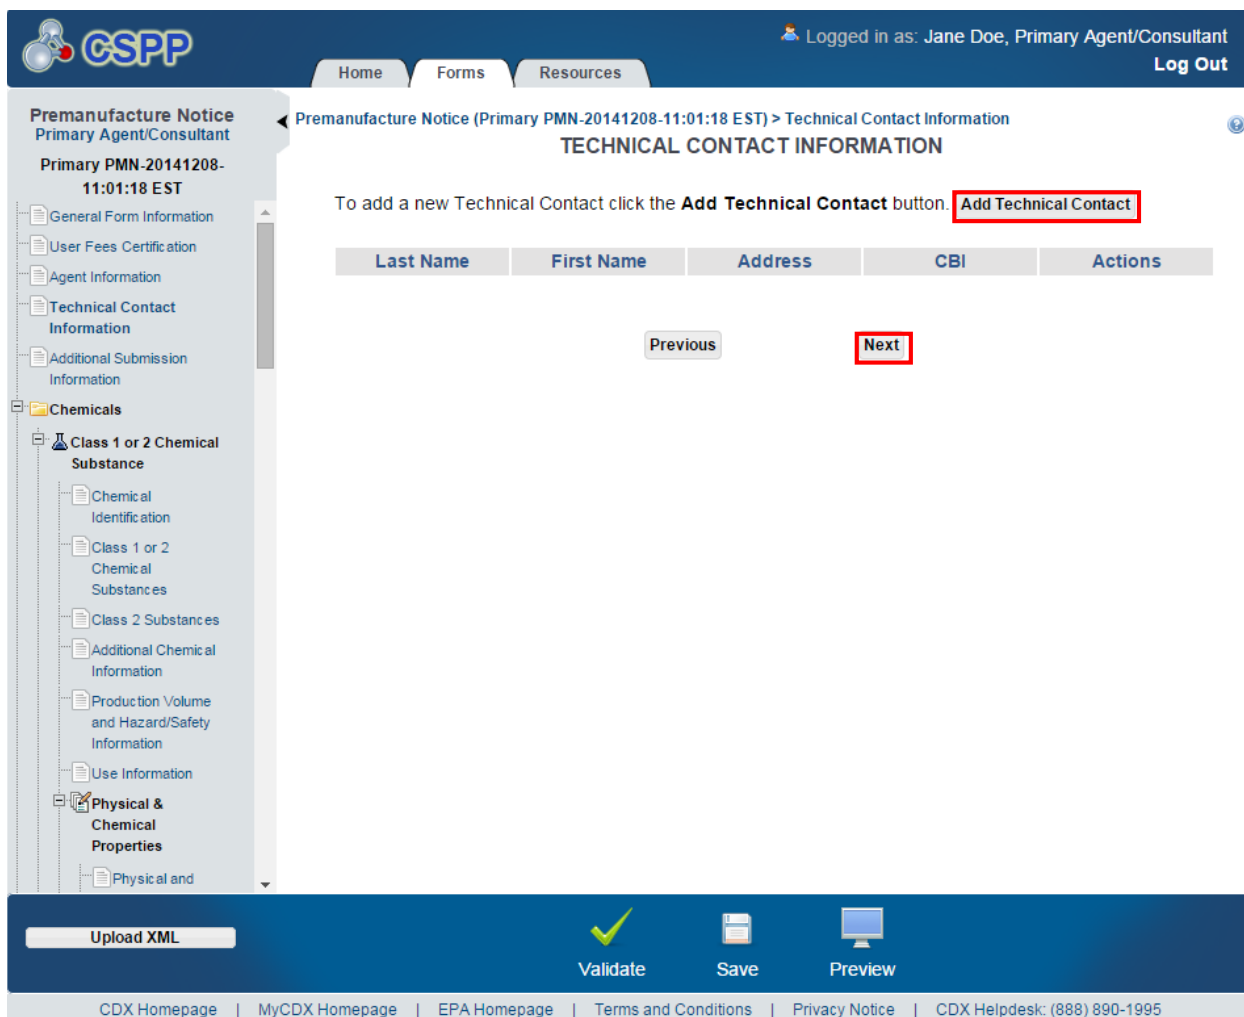 CSPP
Logged in as: Jane Doe, Primary Agent/Consultant
Log Out
Home
Forms
Resources
Premanufacture Notice
Primary Agent/Consultant
Primary PMN-20141208-
11:01:18 EST
General Form Information
User Fees Certification
Agent Information
Technical Contact
Information
Additional Submission
Information
Chemicals
Class 1 or 2 Chemical
Substance
Chemical
Identification
Class 1 or 2
Chemical
Substances
Class 2 Substances
Additional Chemical
Information
Production Volume
and Hazard/Safety
Information
Use Information
Physical &
Chemical
Properties
Physical and
Premanufacture Notice (Primary PMN-20141208-11:01:18 EST) > Technical Contact Information
TECHNICAL CONTACT INFORMATION
To add a new Technical Contact click the Add Technical Contact button. Add Technical Contact
Last Name First Name Address CBI Actions
Previous Next
Upload XML
Validate Save Preview
CDX Homepage | MyCDX Homepage | EPA Homepage | Terms and Conditions | Privacy Notice | CDX Helpdesk: (888) 890-1995